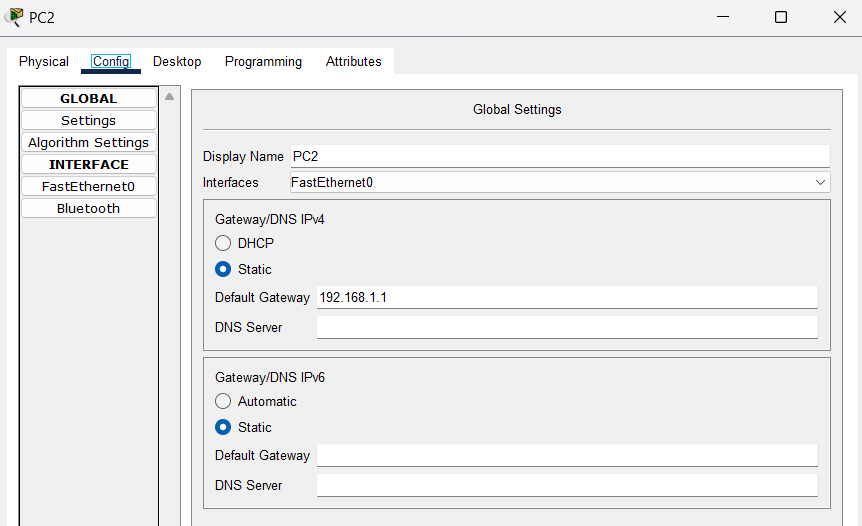 PC2
Physical Config Desktop Programming Attributes
GLOBAL
Settings
Algorithm Settings
INTERFACE
FastEthernet0
Bluetooth
Global Settings
Display Name PC2
Interfaces FastEthernet0
Gateway/DNS IPv4
DHCP
Static
Default Gateway 192.168.1.1
DNS Server
Gateway/DNS IPv6
Automatic
Static
Default Gateway
DNS Server